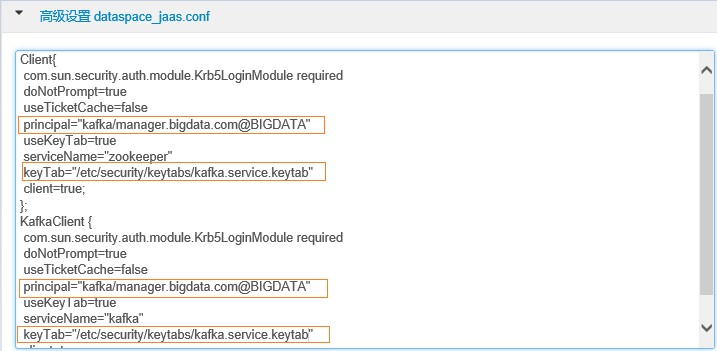 高级设置 dataspace_jaas.conf
Client{
com.sun.security.auth.module.Krb5LoginModule required
doNotPrompt=true
useTicketCache=false
principal="kafka/manager.bigdata.com@BIGDATA"
useKeyTab=true
serviceName="zookeeper"
keyTab="/etc/security/keytabs/kafka.service.keytab"
client=true;
};
KafkaClient {
com.sun.security.auth.module.Krb5LoginModule required
doNotPrompt=true
useTicketCache=false
principal="kafka/manager.bigdata.com@BIGDATA"
useKeyTab=true
serviceName="kafka"
keyTab="/etc/security/keytabs/kafka.service.keytab"